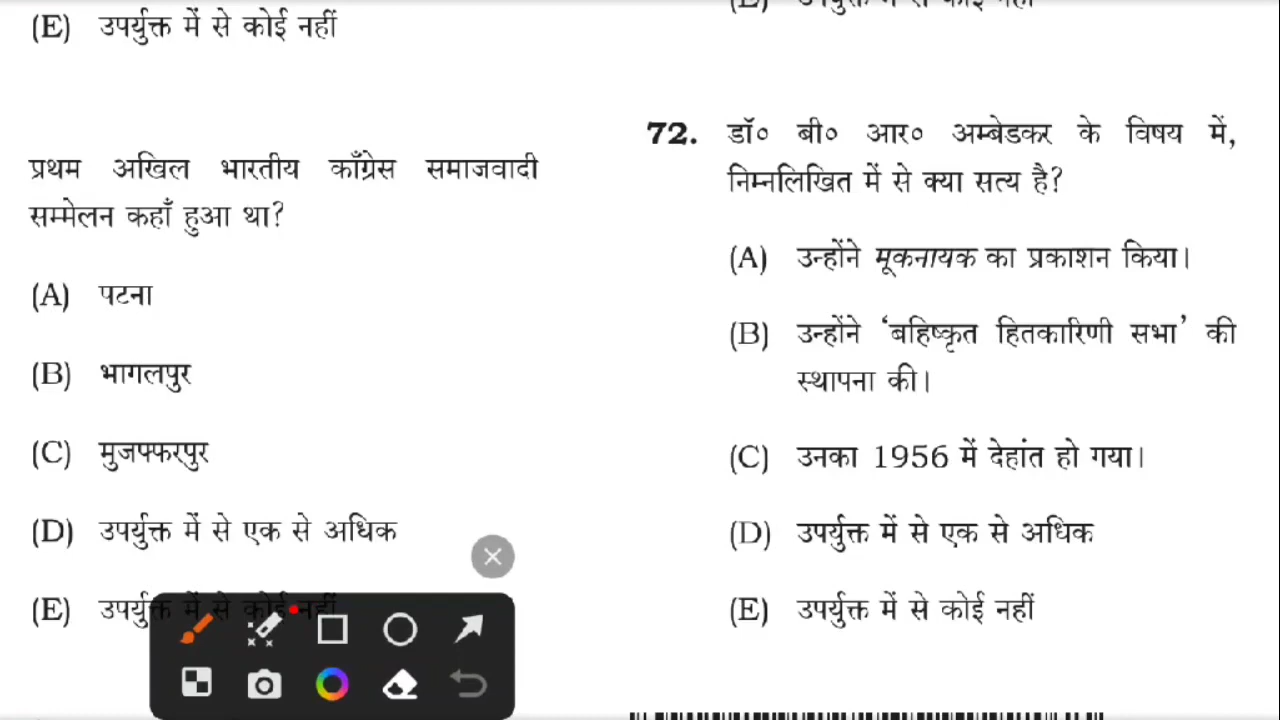 (E) उपर्युक्त में से कोई नहीं
प्रथम अखिल भारतीय काँग्रेस समाजवादी
सम्मेलन कहाँ हुआ था?
(A) पटना
(B) भागलपुर
(C) मुजफ्फरपुर
(D) उपर्युक्त में से एक से अधिक
(E) उपर्युक्त में से कोई नहीं
72. डॉ० बी० आर० अम्बेडकर के विषय में,
निम्नलिखित में से क्या सत्य है?
(A) उन्होंने मूकनायक का प्रकाशन किया।
(B) उन्होंने ‘बहिष्कृत हितकारिणी सभा’ की
स्थापना की।
(C) उनका 1956 में देहांत हो गया।
(D) उपर्युक्त में से एक से अधिक
(E) उपर्युक्त में से कोई नहीं